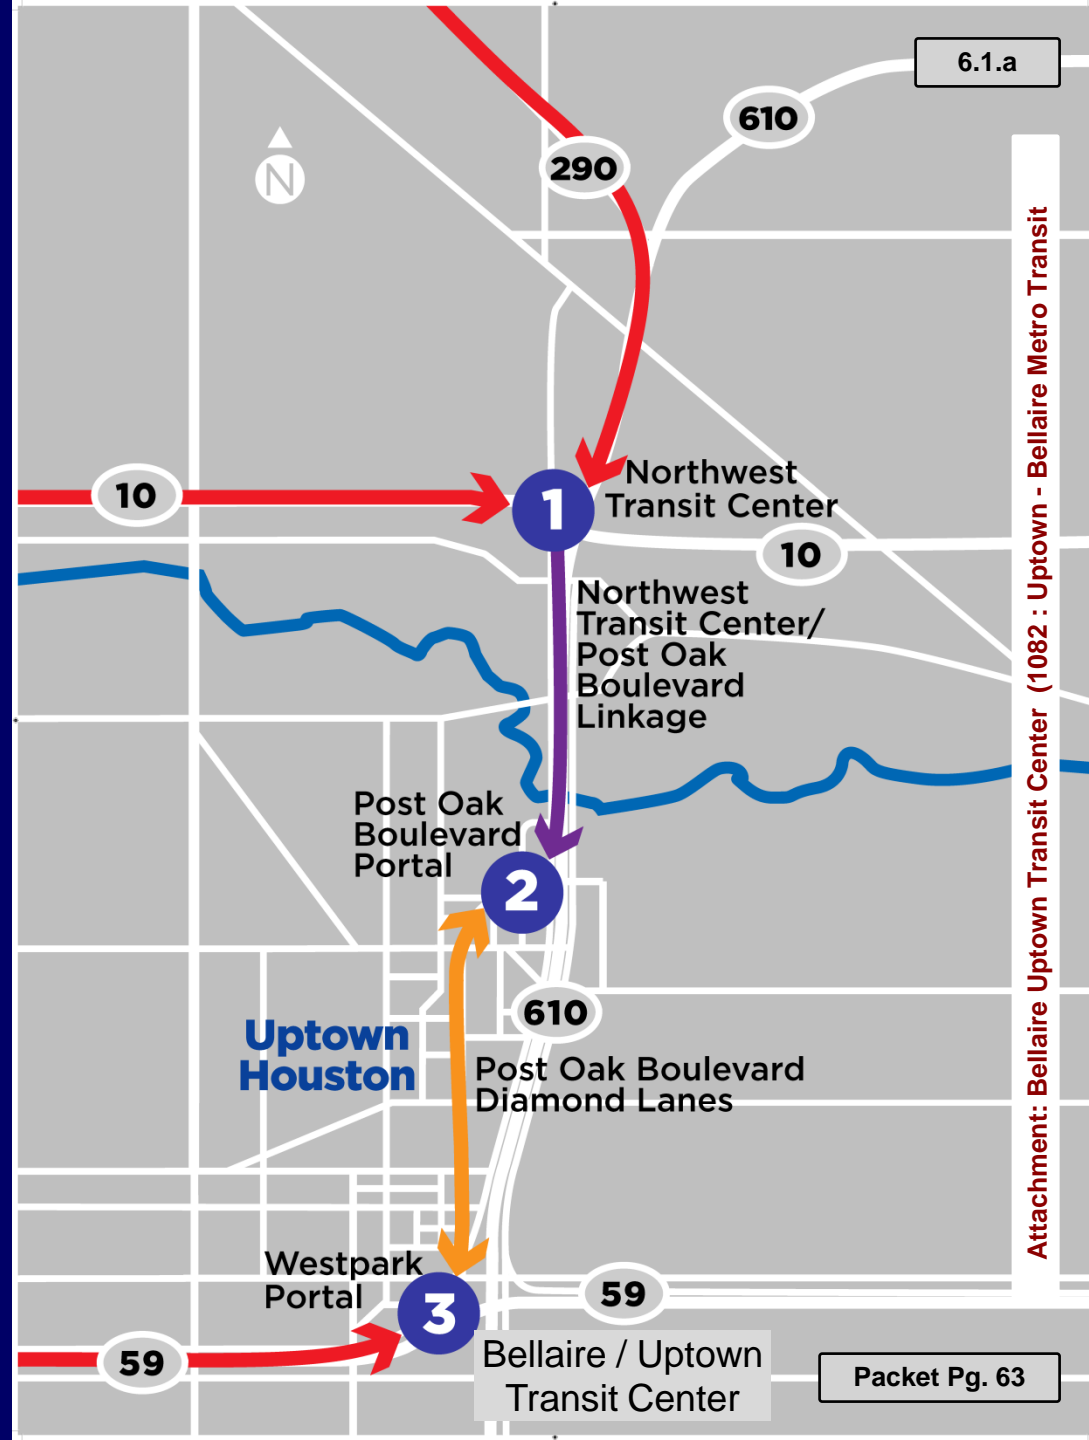 6.1.a
610
290
N
Northwest
Transit Center
10
1
10
Northwest
Transit Center/
Post Oak
Boulevard
Linkage
Post Oak
Boulevard
Portal
2
610
Uptown
Houston
Post Oak Boulevard
Diamond Lanes
Westpark
Portal
3
59
59
Bellaire / Uptown
Transit Center
Packet Pg. 63
Attachment: Bellaire Uptown Transit Center  (1082 : Uptown - Bellaire Metro Transit